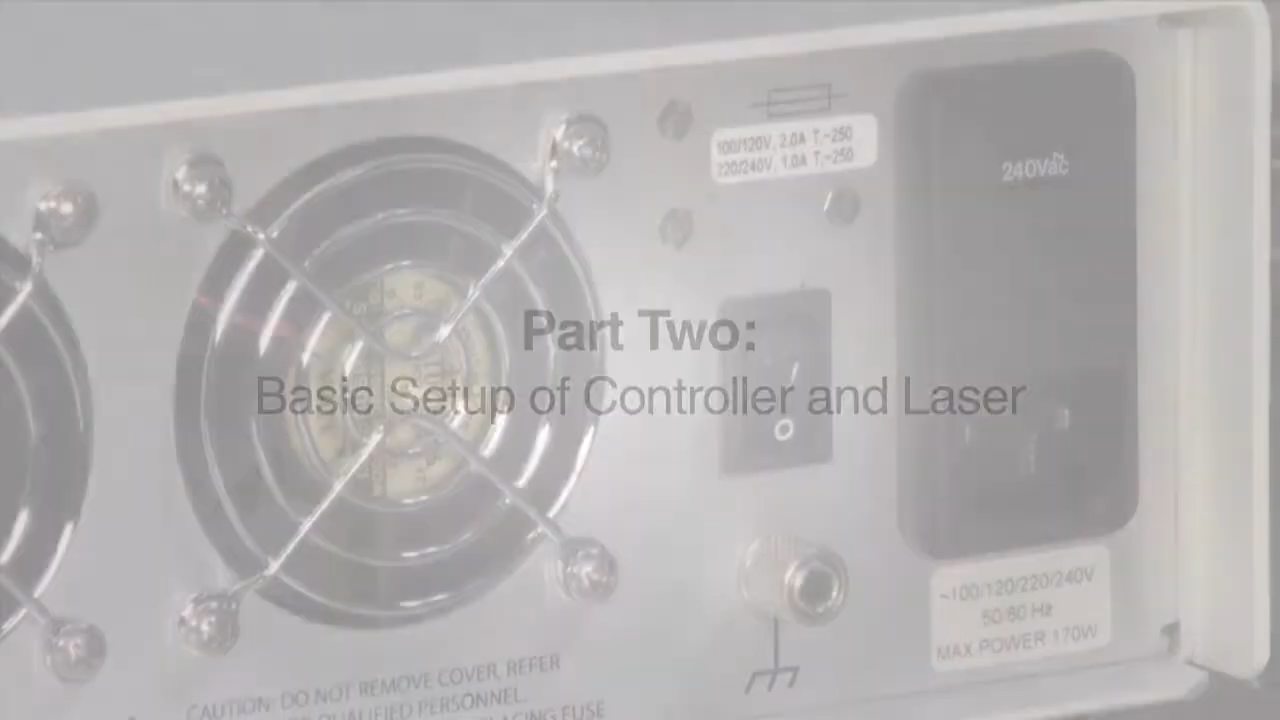 100/120V, 2.0A T,~250
220/240V, 1.0A T,~250
240Vac
Part Two:
Basic Setup of Controller and Laser
~100/120/220/240V
50/60 Hz
MAX POWER 170W
CAUTION: DO NOT REMOVE COVER, REFER
QUALIFIED PERSONNEL.
FUSE